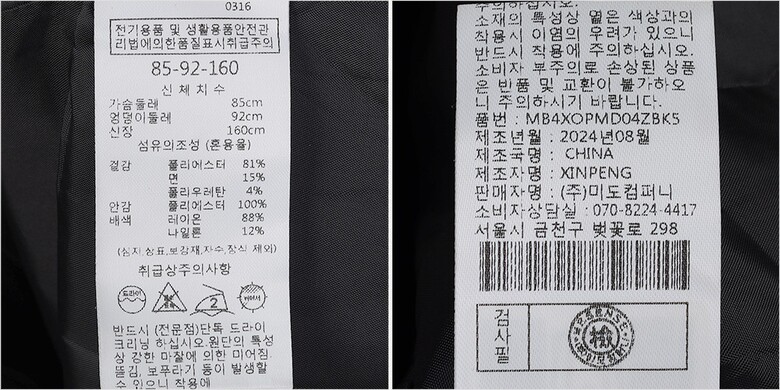 0316
전기용품 및 생활용품안전관
리법에의한품질표시취급주의
85-92-160
신 체 치 수
가슴둘레 85cm
엉덩이둘레 92cm
신장 160cm
섬유의조성 (혼용율)
겉감 폴리에스터 81%
면 15%
폴리우레탄 4%
안감 폴리에스터 100%
배색 레이온 88%
나일론 12%
(심지,상표,보강재,자수,장식 제외)
취급상주의사항
드라이 2
반드시 (전문점)단독 드라이
크리닝 하십시오.원단의 특성
상 강한 마찰에 의한 미어짐,
뜯김, 보푸라기 등이 발생할
수 있으니 착용에
주의하십시오.
소재의 특성상 옅은 색상과의
착용시 이염의 우려가 있으니
반드시 착용에 주의하십시오.
소비자 부주의로 손상된 상품
은 반품 및 교환이 불가하오
니 주의하시기 바랍니다.
품번 : MB4XOPMD04ZBK5
제조년월 : 2024년08월
제조국명 : CHINA
제조자명 : XINPENG
판매자명 : (주)미도컴퍼니
소비자상담실 : 070-8224-4417
서울시 금천구 벚꽃로 298
검사필